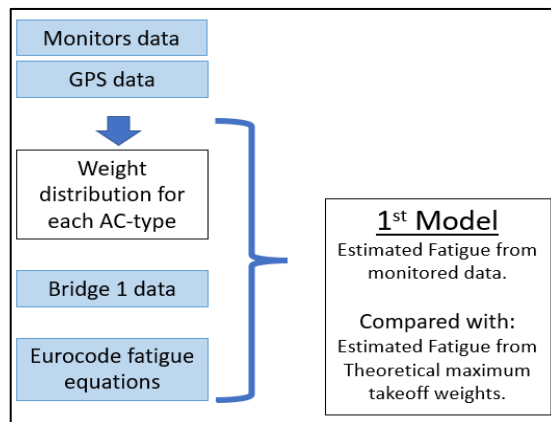 Monitors data
GPS data
Weight
distribution for
each AC-type
Bridge 1 data
Eurocode fatigue
equations
1st Model
Estimated Fatigue from
monitored data.
Compared with:
Estimated Fatigue from
Theoretical maximum
takeoff weights.